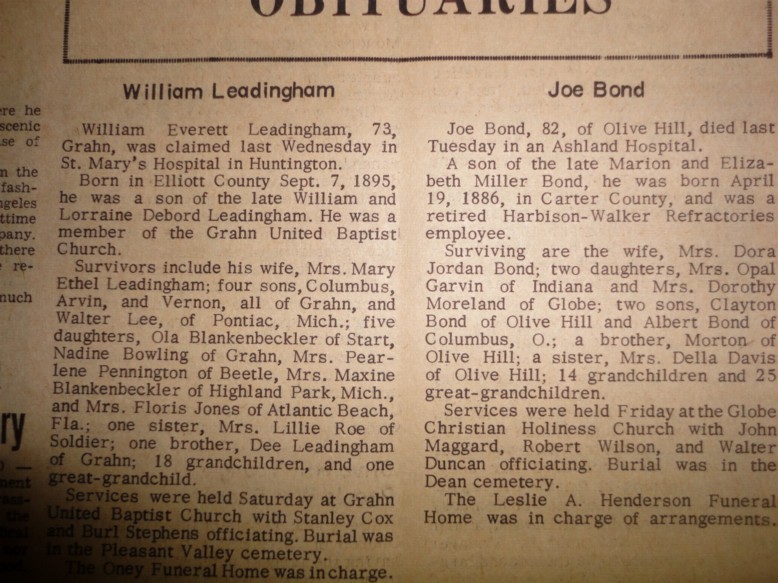 OBITUARIES
William Leadingham
William Everett Leadingham, 73,
Grahn, was claimed last Wednesday in
St. Mary's Hospital in Huntington.
Born in Elliott County Sept. 7, 1895,
he was a son of the late William and
Lorraine Debord Leadingham. He was a
member of the Grahn United Baptist
Church.
Survivors include his wife, Mrs. Mary
Ethel Leadingham; four sons, Columbus,
Arvin, and Vernon, all of Grahn, and
Walter Lee, of Pontiac, Mich.; five
daughters, Ola Blankenbeckler of Start,
Nadine Bowling of Grahn, Mrs. Pear-
lene Pennington of Beetle, Mrs. Maxine
Blankenbeckler of Highland Park, Mich.,
and Mrs. Floris Jones of Atlantic Beach,
Fla.; one sister, Mrs. Lillie Roe of
Soldier; one brother, Dee Leadingham
of Grahn; 18 grandchildren, and one
great-grandchild.
Services were held Saturday at Grahn
United Baptist Church with Stanley Cox
and Burl Stephens officiating. Burial was
in the Pleasant Valley cemetery.
The Oney Funeral Home was in charge.
Joe Bond
Joe Bond, 82, of Olive Hill, died last
Tuesday in an Ashland Hospital.
A son of the late Marion and Eliza-
beth Miller Bond, he was born April
19, 1886, in Carter County, and was a
retired Harbison-Walker Refractories
employee.
Surviving are the wife, Mrs. Dora
Jordan Bond; two daughters, Mrs. Opal
Garvin of Indiana and Mrs. Dorothy
Moreland of Globe; two sons, Clayton
Bond of Olive Hill and Albert Bond of
Columbus, O.; a brother, Morton of
Olive Hill; a sister, Mrs. Della Davis
of Olive Hill; 14 grandchildren and 25
great-grandchildren.
Services were held Friday at the Globe
Christian Holiness Church with John
Maggard, Robert Wilson, and Walter
Duncan officiating. Burial was in the
Dean cemetery.
The Leslie A. Henderson Funeral
Home was in charge of arrangements.